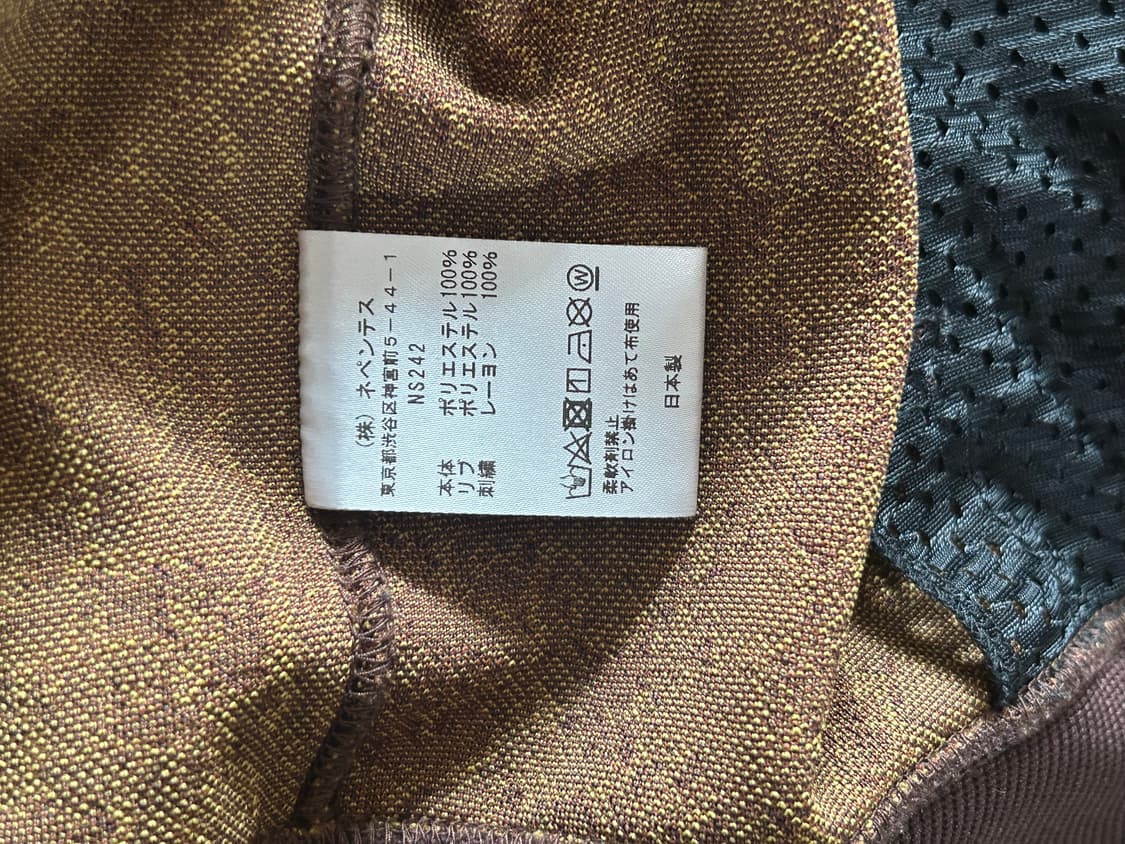 (株) ネペンテス
東京都渋谷区神宮前5-44-1
NS242
本体 ポリエステル100%
リブ ポリエステル100%
刺繍 レーヨン 100%
W
柔軟剤禁止
アイロン掛けはあて布使用
日本製